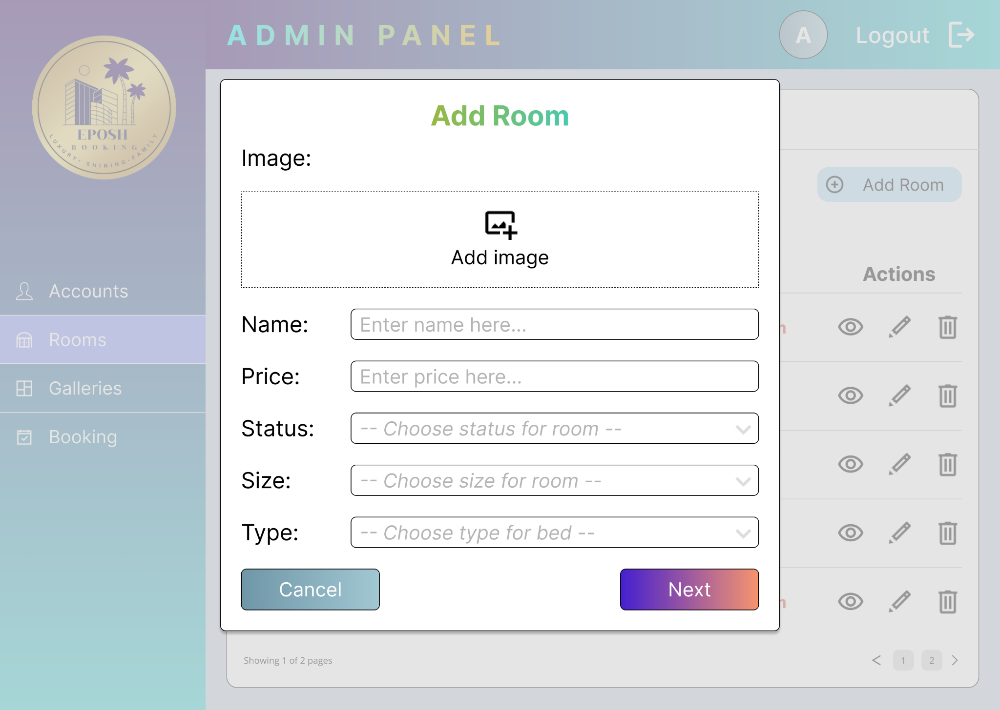 ADMIN PANEL
A
Logout
EPOSH
BOOKING
LUXURY · SHINING · FAMILY
Accounts
Rooms
Galleries
Booking
Add Room
Image:
Add image
Name:
Enter name here...
Price:
Enter price here...
Status:
-- Choose status for room --
Size:
-- Choose size for room --
Type:
-- Choose type for bed --
Cancel
Next
Add Room
Actions
Showing 1 of 2 pages
< 1 2 >